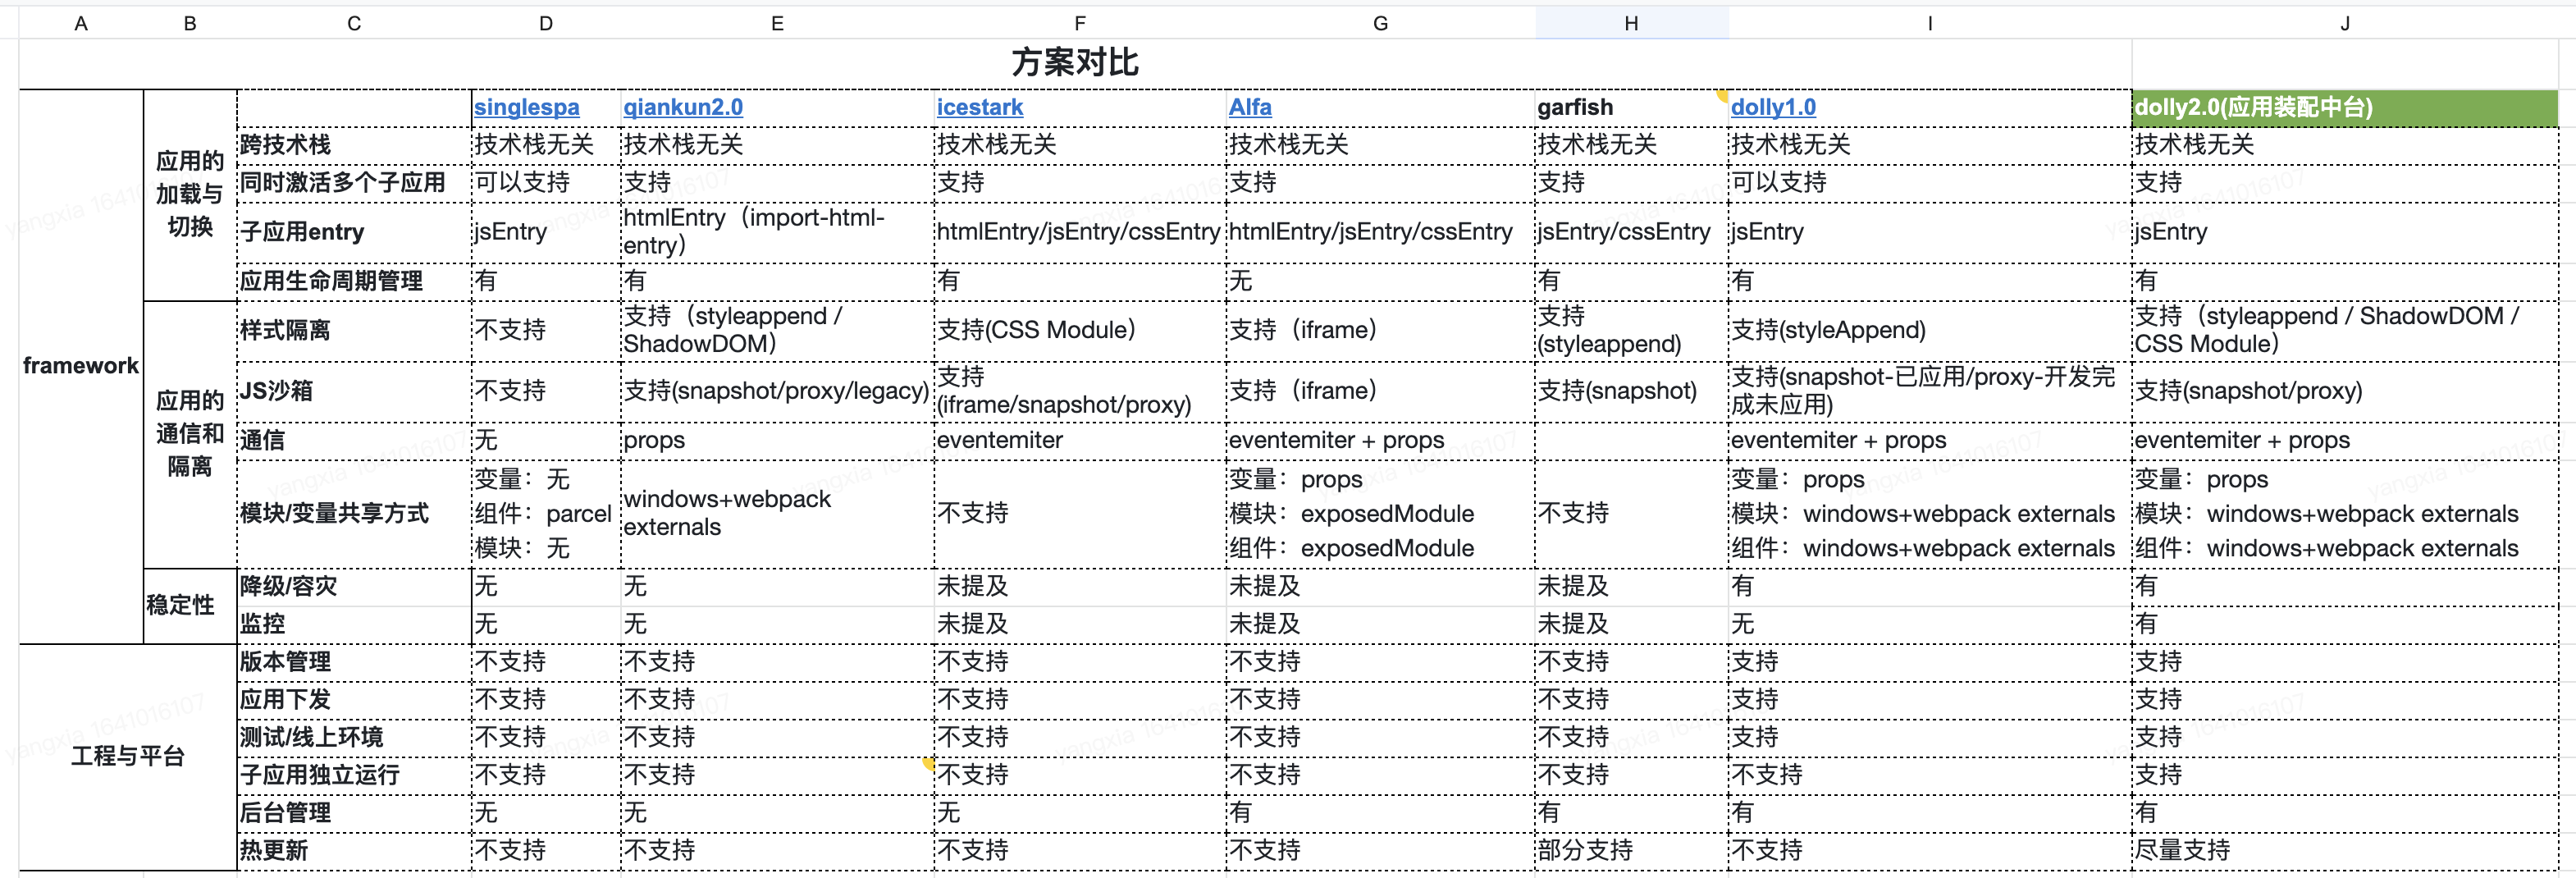 A B C D E F G H I J
方案对比
singlespa qiankun2.0 icestark Alfa garfish dolly1.0 dolly2.0(应用装配中台)
framework
应用的
加载与
切换
跨技术栈 技术栈无关 技术栈无关 技术栈无关 技术栈无关 技术栈无关 技术栈无关 技术栈无关
同时激活多个子应用 可以支持 支持 支持 支持 支持 可以支持 支持
子应用entry jsEntry htmlEntry（import-html-
entry） htmlEntry/jsEntry/cssEntry htmlEntry/jsEntry/cssEntry jsEntry/cssEntry jsEntry jsEntry
应用生命周期管理 有 有 有 无 有 有 有
应用的
通信和
隔离
样式隔离 不支持 支持（styleappend /
ShadowDOM） 支持(CSS Module） 支持（iframe） 支持
(styleappend) 支持(styleAppend) 支持（styleappend / ShadowDOM /
CSS Module）
JS沙箱 不支持 支持(snapshot/proxy/legacy) 支持
(iframe/snapshot/proxy) 支持（iframe） 支持(snapshot) 支持(snapshot-已应用/proxy-开发完
成未应用) 支持(snapshot/proxy)
通信 无 props eventemiter eventemiter + props eventemiter + props eventemiter + props
模块/变量共享方式 变量：无
组件：parcel
模块：无 windows+webpack
externals 不支持 变量：props
模块：exposedModule
组件：exposedModule 不支持 变量：props
模块：windows+webpack externals
组件：windows+webpack externals 变量：props
模块：windows+webpack externals
组件：windows+webpack externals
稳定性
降级/容灾 无 无 未提及 未提及 未提及 有 有
监控 无 无 未提及 未提及 未提及 无 有
工程与平台
版本管理 不支持 不支持 不支持 不支持 不支持 支持 支持
应用下发 不支持 不支持 不支持 不支持 不支持 支持 支持
测试/线上环境 不支持 不支持 不支持 不支持 不支持 支持 支持
子应用独立运行 不支持 不支持 不支持 不支持 不支持 不支持 支持
后台管理 无 无 无 有 有 有 有
热更新 不支持 不支持 不支持 不支持 部分支持 不支持 尽量支持
yangxia 1641016107